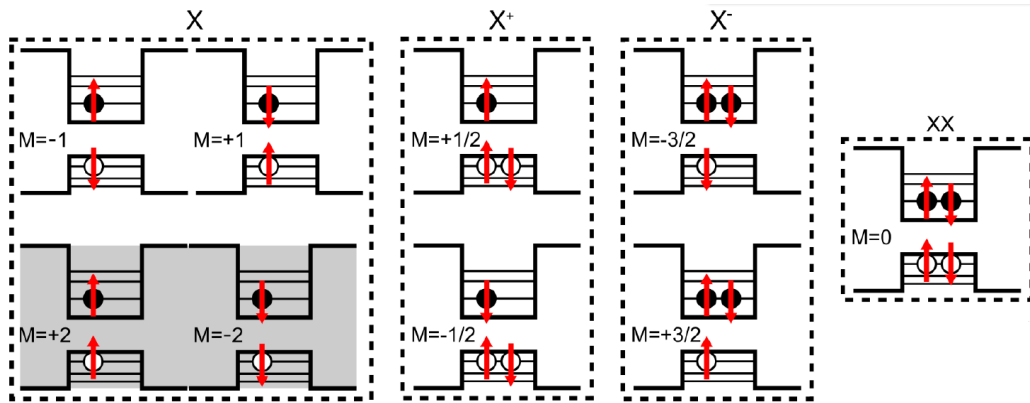 X
X⁺
X⁻
XX
M=-1
M=+1
M=+1/2
M=-3/2
M=0
M=+2
M=-2
M=-1/2
M=+3/2